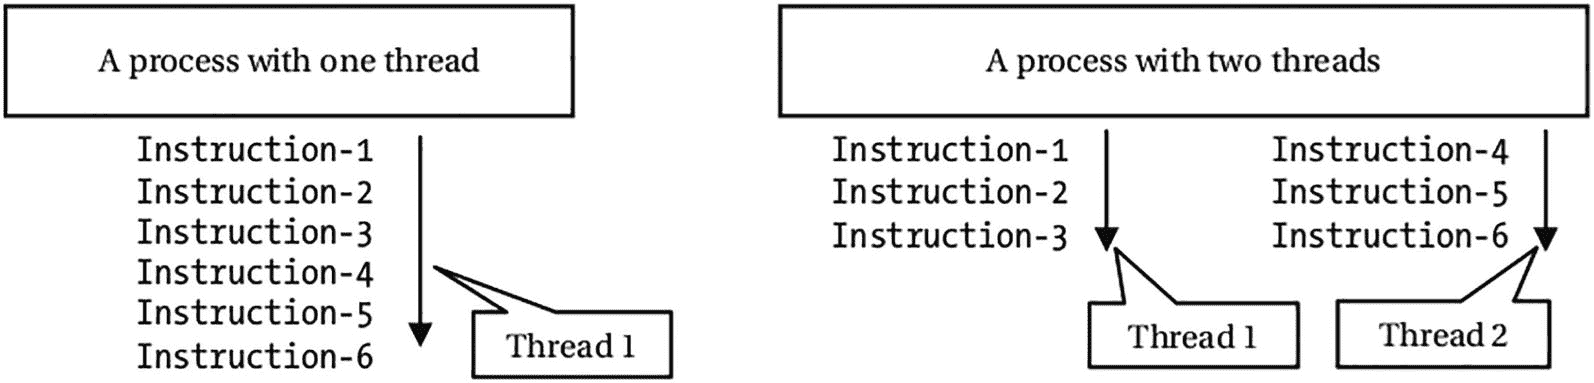 A process with one thread
Instruction-1
Instruction-2
Instruction-3
Instruction-4
Instruction-5
Instruction-6
Thread 1
A process with two threads
Instruction-1
Instruction-2
Instruction-3
Thread 1
Instruction-4
Instruction-5
Instruction-6
Thread 2